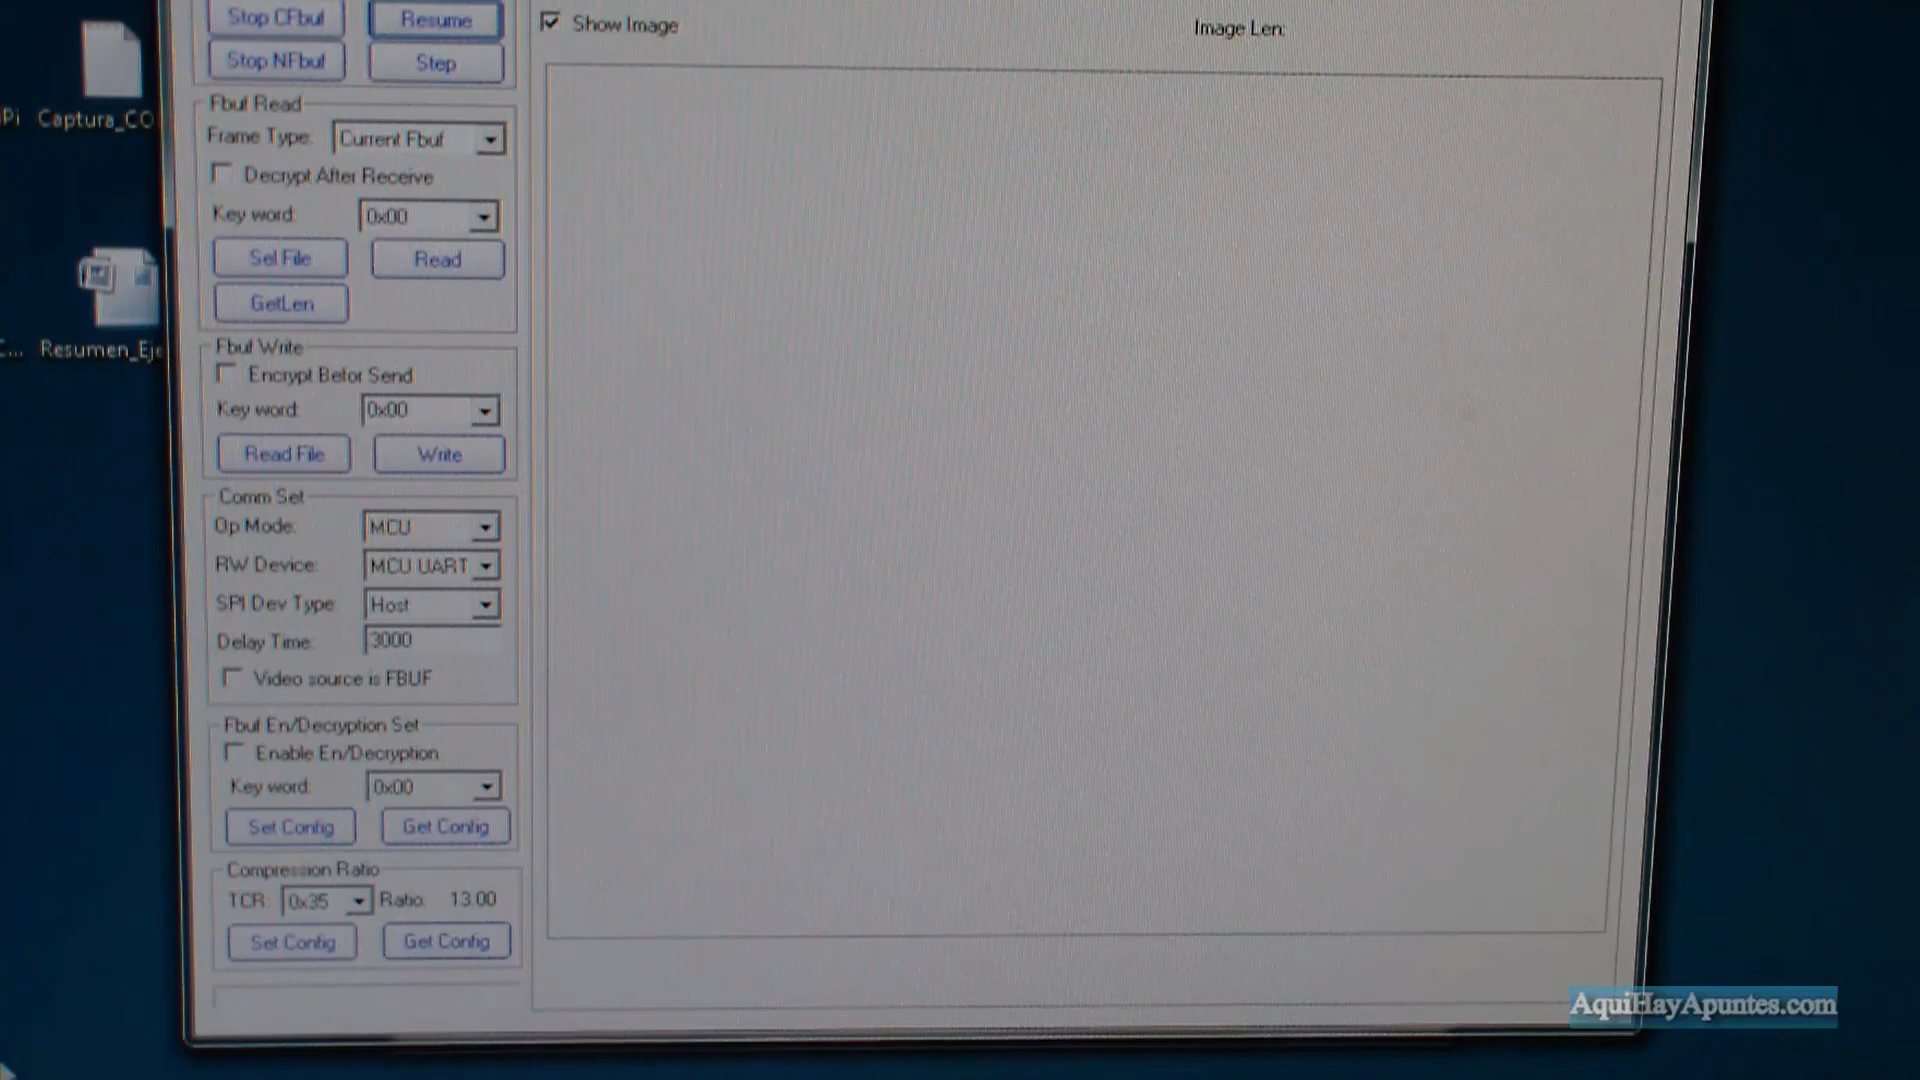 Stop CFbuf Resume
Show Image
Image Len:
Stop NFbuf Step
Fbuf Read
Frame Type: Current Fbuf
Decrypt After Receive
Key word: 0x00
Sel File Read
GetLen
Fbuf Write
Encrypt Befor Send
Key word: 0x00
Read File Write
Comm Set
Op Mode: MCU
RW Device: MCU UART
SPI Dev Type Host
Delay Time: 3000
Video source is FBUF
Fbuf En/Decryption Set
Enable En/Decryption
Key word: 0x00
Set Config Get Config
Compression Ratio
TCR: 0x35 Ratio: 13.00
Set Config Get Config
Pi Captura_CO
C... Resumen_Eje
AquiHayApuntes.com